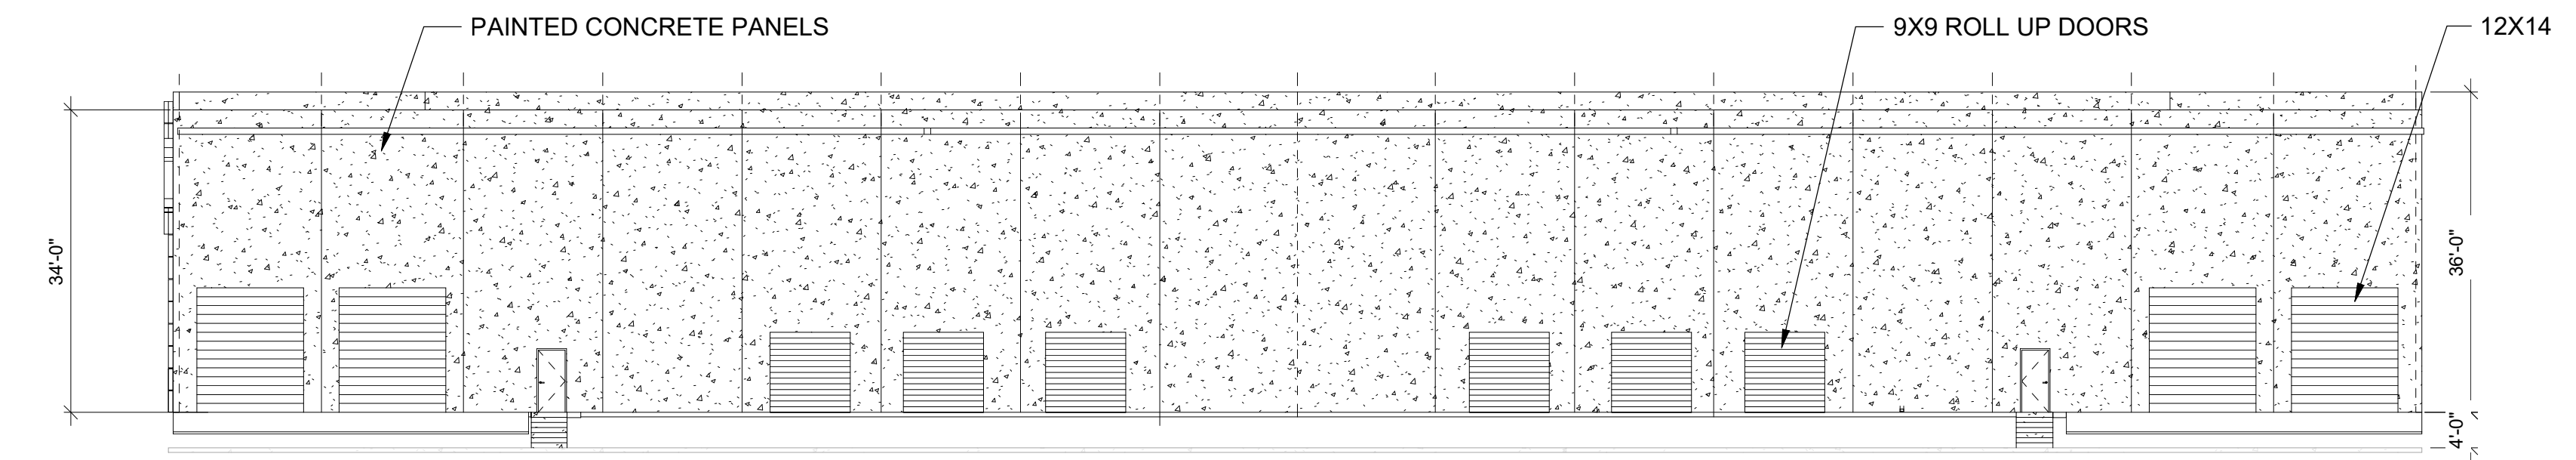 PAINTED CONCRETE PANELS
9X9 ROLL UP DOORS
12X14
34'-0"
36'-0"
4'-0"